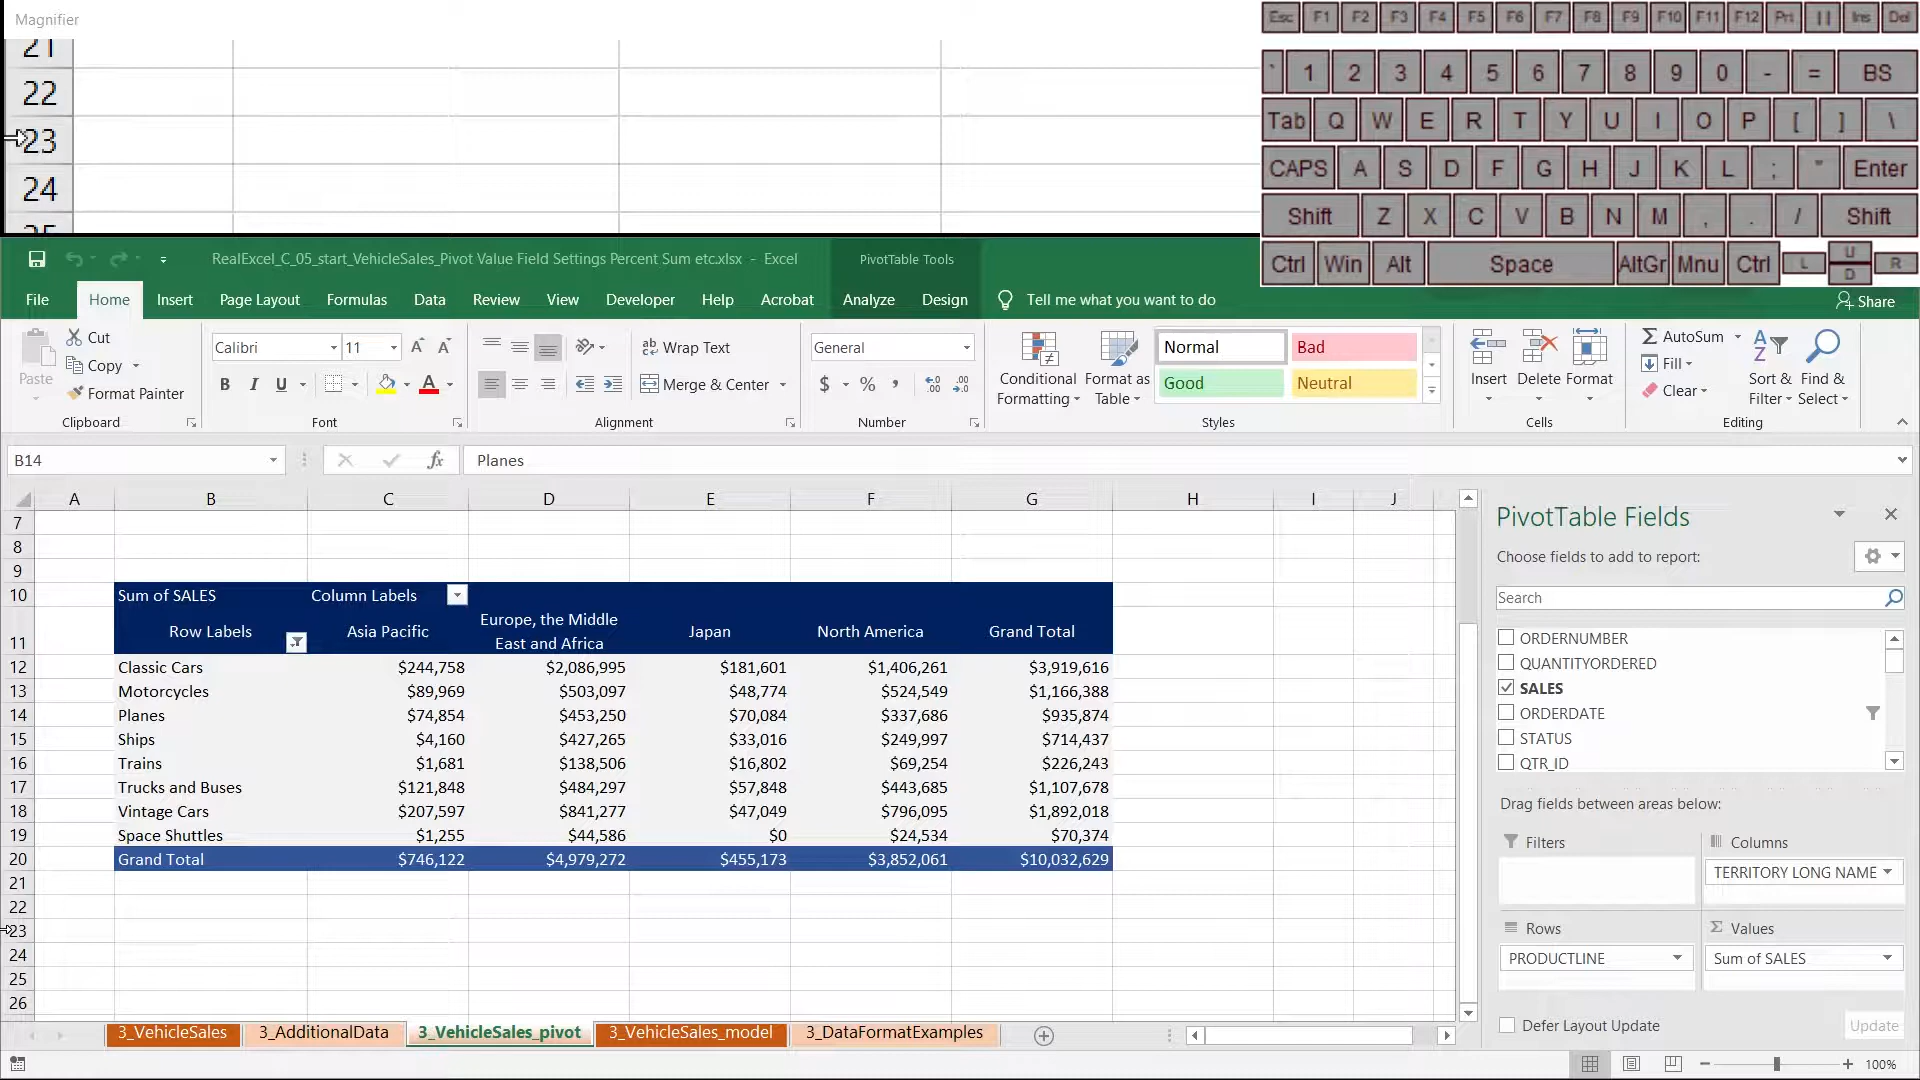 Magnifier
21
22
23
24
Esc F1 F2 F3 F4 F5 F6 F7 F8 F9 F10 F11 F12 Prt || Ins Del
` 1 2 3 4 5 6 7 8 9 0 - = BS
Tab Q W E R T Y U I O P [ ] \
CAPS A S D F G H J K L ; " Enter
Shift Z X C V B N M , . / Shift
Ctrl Win Alt Space AltGr Mnu Ctrl L U D R
RealExcel_C_05_start_VehicleSales_Pivot Value Field Settings Percent Sum etc.xlsx - Excel
PivotTable Tools
File Home Insert Page Layout Formulas Data Review View Developer Help Acrobat Analyze Design Tell me what you want to do Share
Paste
Cut
Copy
Format Painter
Clipboard
Calibri 11
B I U
Font
Wrap Text
Merge & Center
Alignment
General
$ % ,
Number
Conditional Formatting
Format as Table
Normal Bad
Good Neutral
Styles
Insert Delete Format
Cells
AutoSum
Fill
Clear
Sort & Filter
Find & Select
Editing
B14 fx Planes
A B C D E F G H I J
7
8
9
10 Sum of SALES Column Labels
11 Row Labels Asia Pacific Europe, the Middle East and Africa Japan North America Grand Total
12 Classic Cars $244,758 $2,086,995 $181,601 $1,406,261 $3,919,616
13 Motorcycles $89,969 $503,097 $48,774 $524,549 $1,166,388
14 Planes $74,854 $453,250 $70,084 $337,686 $935,874
15 Ships $4,160 $427,265 $33,016 $249,997 $714,437
16 Trains $1,681 $138,506 $16,802 $69,254 $226,243
17 Trucks and Buses $121,848 $484,297 $57,848 $443,685 $1,107,678
18 Vintage Cars $207,597 $841,277 $47,049 $796,095 $1,892,018
19 Space Shuttles $1,255 $44,586 $0 $24,534 $70,374
20 Grand Total $746,122 $4,979,272 $455,173 $3,852,061 $10,032,629
21
22
23
24
25
26
PivotTable Fields
Choose fields to add to report:
Search
ORDERNUMBER
QUANTITYORDERED
SALES
ORDERDATE
STATUS
QTR_ID
Drag fields between areas below:
Filters
Columns
TERRITORY LONG NAME
Rows
PRODUCTLINE
Σ Values
Sum of SALES
Defer Layout Update Update
3_VehicleSales 3_AdditionalData 3_VehicleSales_pivot 3_VehicleSales_model 3_DataFormatExamples
100%